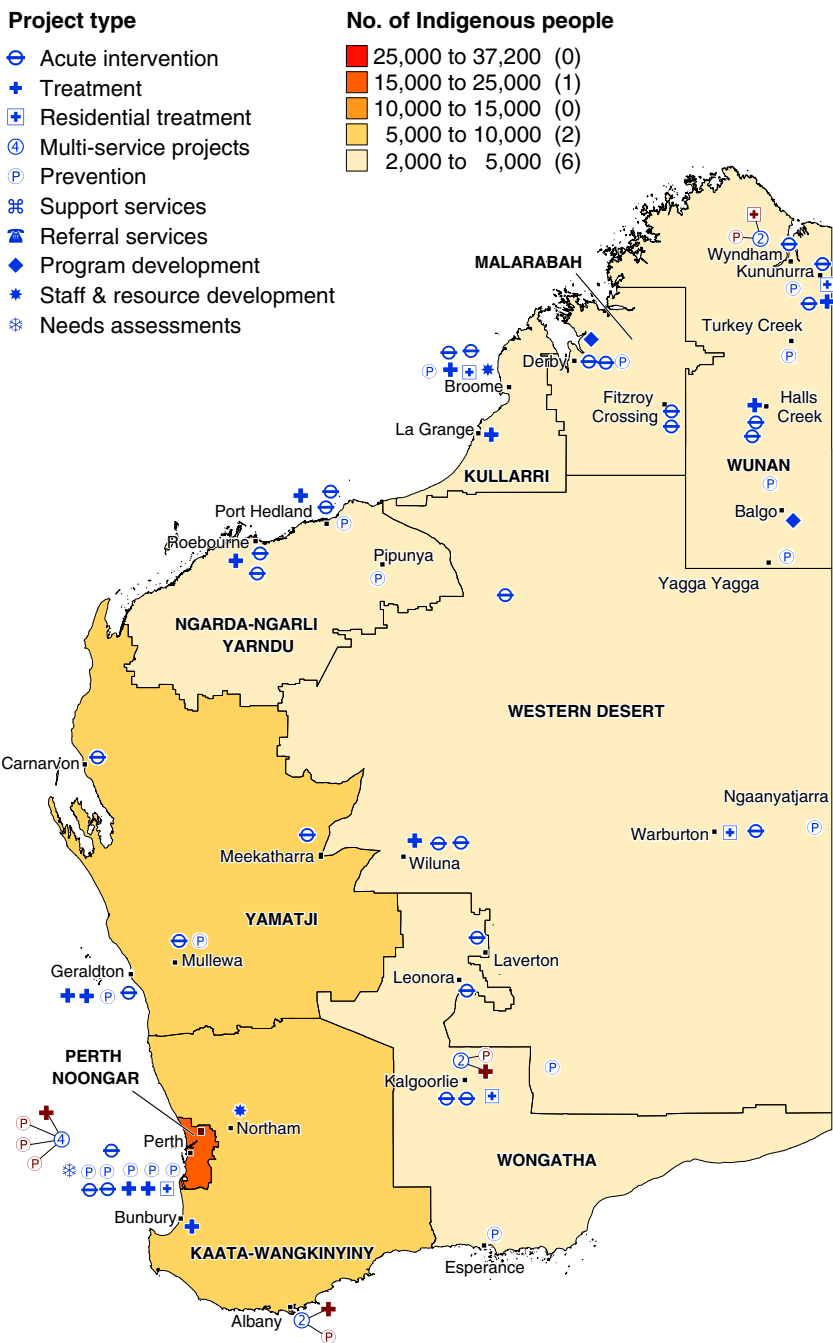 Project type
Acute intervention
Treatment
Residential treatment
4 Multi-service projects
P Prevention
Support services
Referral services
Program development
Staff & resource development
Needs assessments
No. of Indigenous people
25,000 to 37,200 (0)
15,000 to 25,000 (1)
10,000 to 15,000 (0)
5,000 to 10,000 (2)
2,000 to 5,000 (6)
P 2
Wyndham
Kununurra
P
MALARABAH
Turkey Creek
P
Derby
P
P
Broome
Fitzroy
Crossing
Halls
Creek
La Grange
KULLARRI
WUNAN
P
Port Hedland
P
Balgo
Roebourne
Pipunya
P
P
Yagga Yagga
NGARDA-NGARLI
YARNDU
WESTERN DESERT
Carnarvon
Ngaanyatjarra
Warburton
P
Meekatharra
Wiluna
YAMATJI
P
Mullewa
Laverton
Geraldton
P
Leonora
PERTH
NOONGAR
2 P
Kalgoorlie
P
P
P
P
4
Northam
Perth
P P P P P
WONGATHA
Bunbury
P
KAATA-WANGKINYINY
Esperance
Albany
2
P